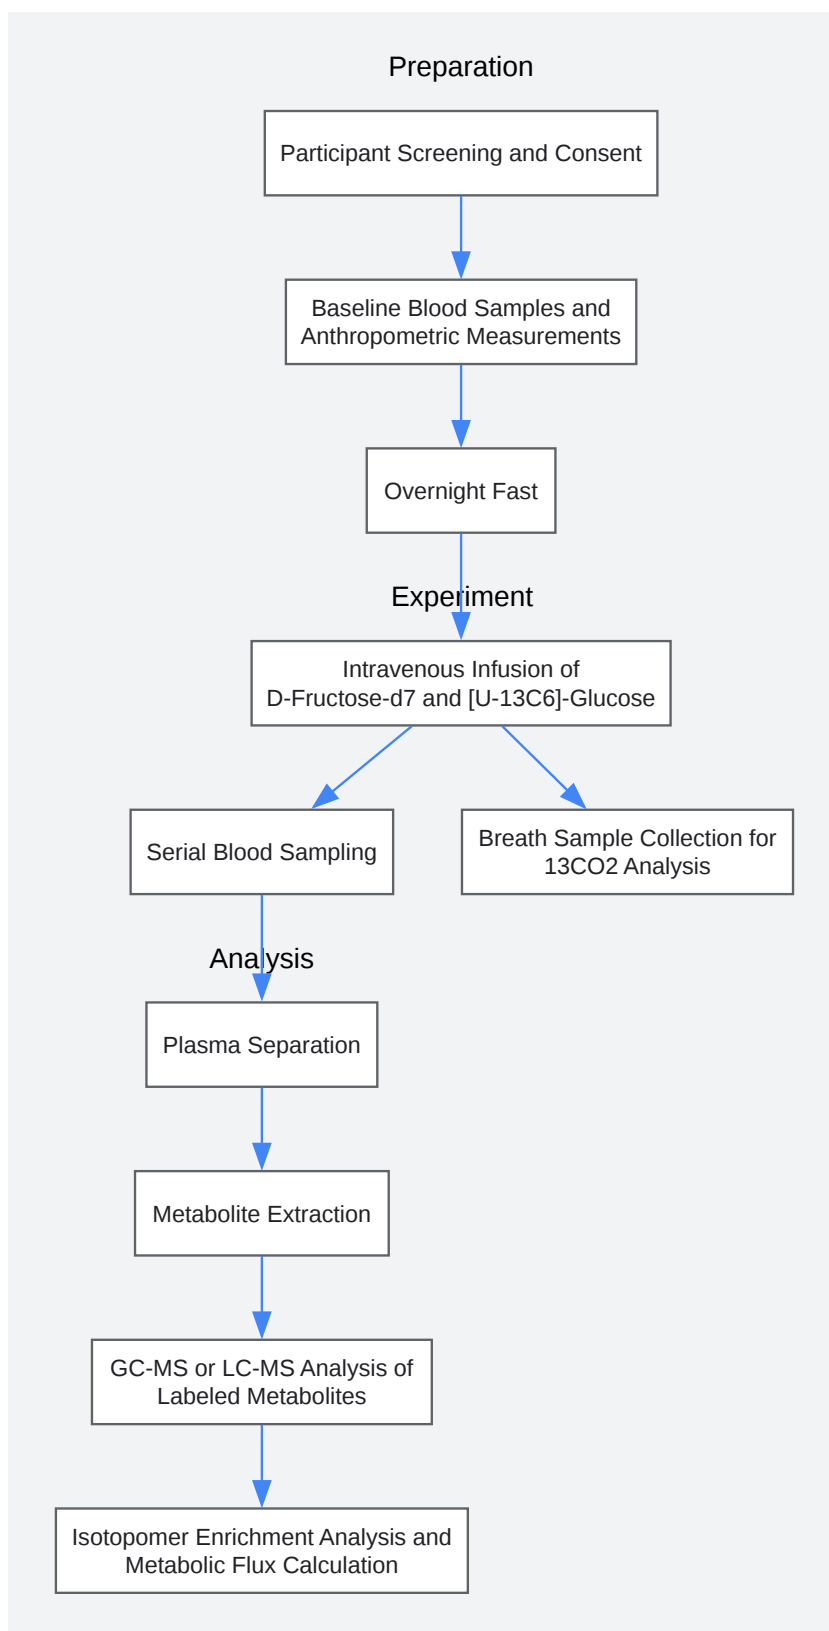 Preparation
Participant Screening and Consent
Baseline Blood Samples and
Anthropometric Measurements
Overnight Fast
Experiment
Intravenous Infusion of
D-Fructose-d7 and [U-13C6]-Glucose
Serial Blood Sampling
Breath Sample Collection for
13CO2 Analysis
Analysis
Plasma Separation
Metabolite Extraction
GC-MS or LC-MS Analysis of
Labeled Metabolites
Isotopomer Enrichment Analysis and
Metabolic Flux Calculation